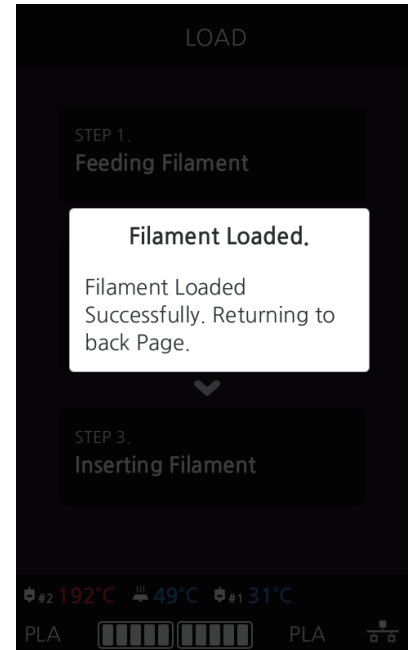 LOAD
STEP 1.
Feeding Filament
Filament Loaded.
Filament Loaded
Successfully. Returning to
back Page.
STEP 3.
Inserting Filament
#2 192°C 49°C #1 31°C
PLA PLA